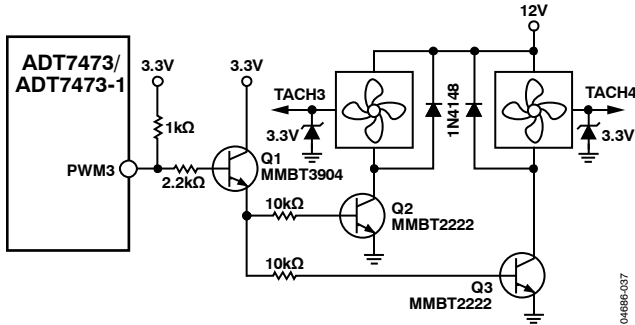 12V
ADT7473/
ADT7473-1
3.3V
3.3V
TACH3
TACH4
1N4148
3.3V
3.3V
1kΩ
PWM3
2.2kΩ
Q1
MMBT3904
10kΩ
Q2
MMBT2222
10kΩ
Q3
MMBT2222
04686-037